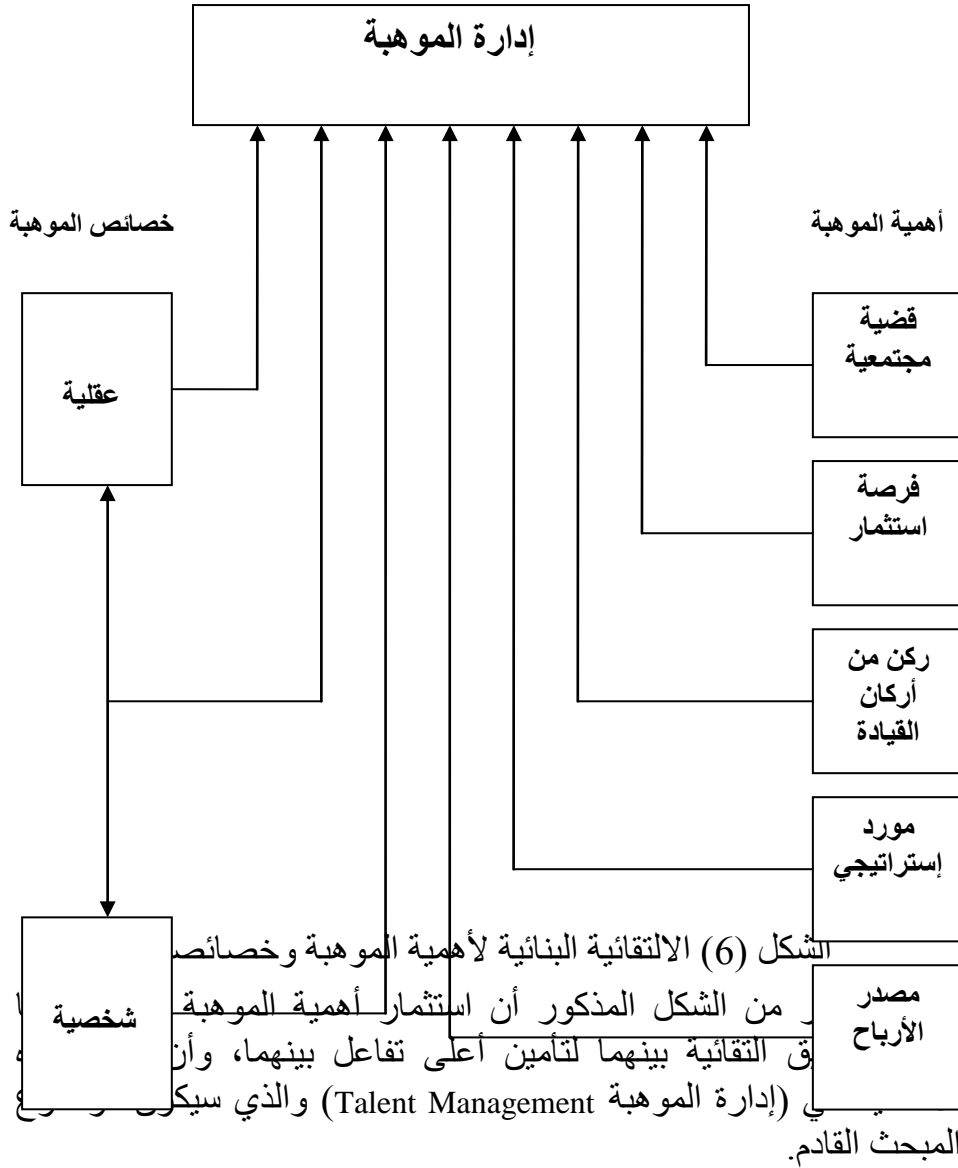 إدارة الموهبة
أهمية الموهبة
خصائص الموهبة
قضية
مجتمعية
فرصة
استثمار
ركن من
أركان
القيادة
مورد
إستراتيجي
مصدر
الأرباح
عقلية
شخصية
الشكل (6) الالتقائية البنائية لأهمية الموهبة
من الشكل المذكور أن استثمار أهمية الموهبة
التقائية بينهما لتأمين أعلى تفاعل بينهما، وأن
(إدارة الموهبة Talent Management) والذي
المبحث القادم.